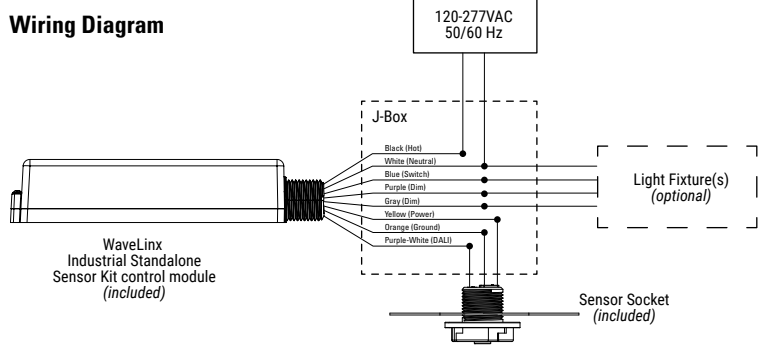 Wiring Diagram
120-277VAC
50/60 Hz
J-Box
Black (Hot)
White (Neutral)
Blue (Switch)
Purple (Dim)
Gray (Dim)
Yellow (Power)
Orange (Ground)
Purple-White (DALI)
Light Fixture(s)
(optional)
WaveLinx
Industrial Standalone
Sensor Kit control module
(included)
Sensor Socket
(included)